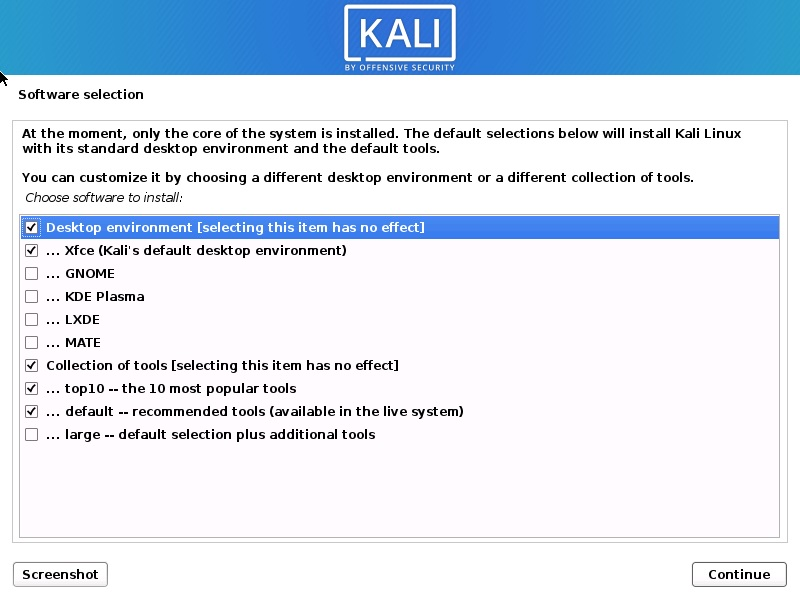 KALI
BY OFFENSIVE SECURITY
Software selection
At the moment, only the core of the system is installed. The default selections below will install Kali Linux
with its standard desktop environment and the default tools.
You can customize it by choosing a different desktop environment or a different collection of tools.
Choose software to install:
Desktop environment [selecting this item has no effect]
... Xfce (Kali's default desktop environment)
... GNOME
... KDE Plasma
... LXDE
... MATE
Collection of tools [selecting this item has no effect]
... top10 -- the 10 most popular tools
... default -- recommended tools (available in the live system)
... large -- default selection plus additional tools
Screenshot
Continue